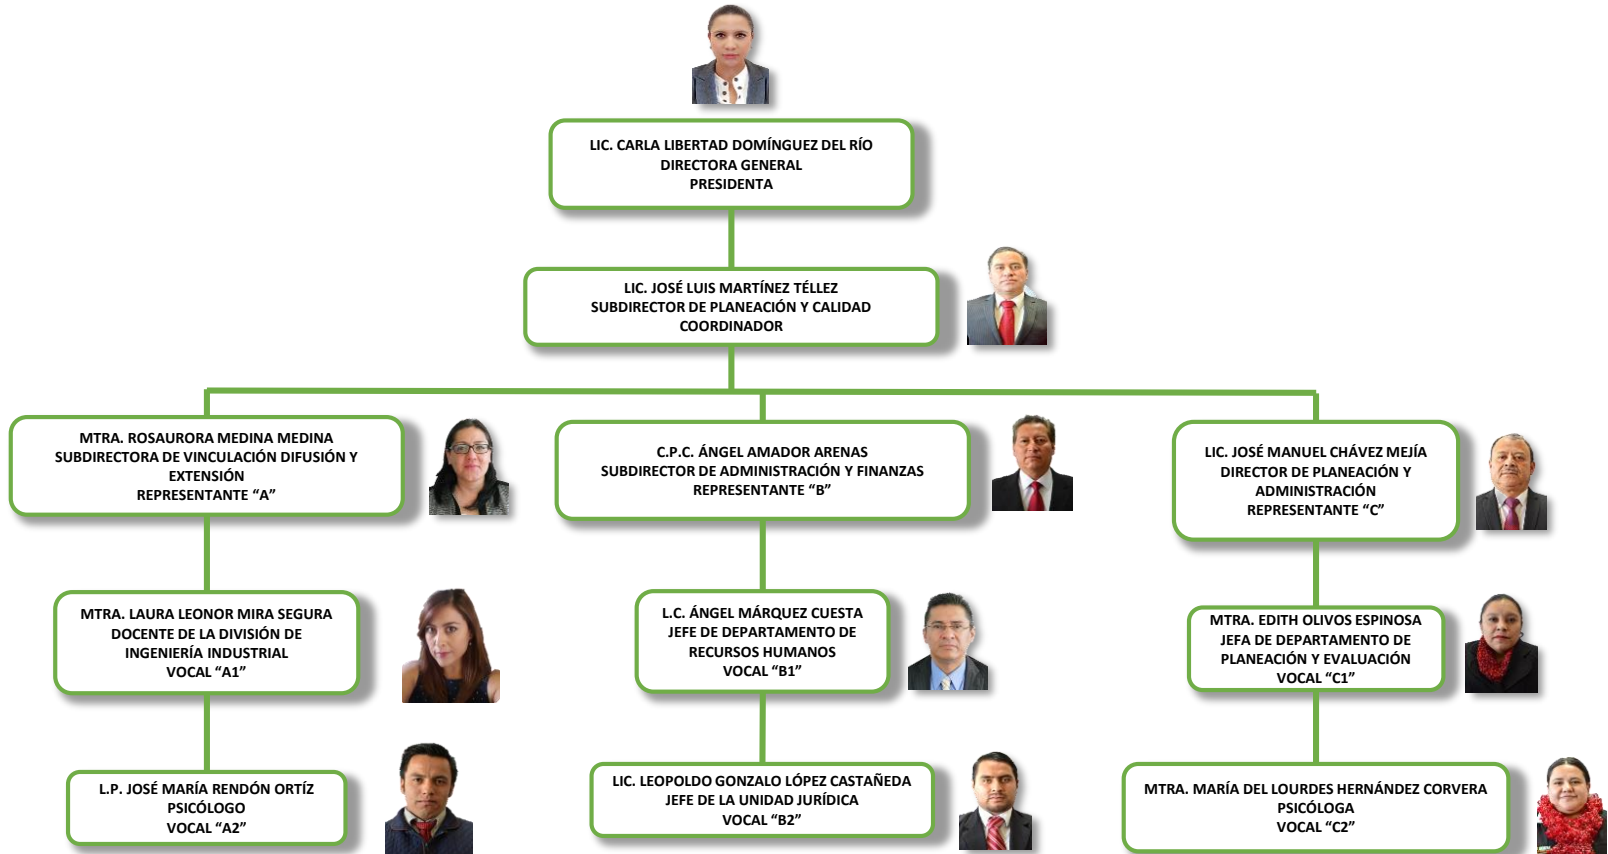 LIC. CARLA LIBERTAD DOMÍNGUEZ DEL RÍO
DIRECTORA GENERAL
PRESIDENTA
LIC. JOSÉ LUIS MARTÍNEZ TÉLLEZ
SUBDIRECTOR DE PLANEACIÓN Y CALIDAD
COORDINADOR
MTRA. ROSAURORA MEDINA MEDINA
SUBDIRECTORA DE VINCULACIÓN DIFUSIÓN Y
EXTENSIÓN
REPRESENTANTE “A”
C.P.C. ÁNGEL AMADOR ARENAS
SUBDIRECTOR DE ADMINISTRACIÓN Y FINANZAS
REPRESENTANTE “B”
LIC. JOSÉ MANUEL CHÁVEZ MEJÍA
DIRECTOR DE PLANEACIÓN Y
ADMINISTRACIÓN
REPRESENTANTE “C”
MTRA. LAURA LEONOR MIRA SEGURA
DOCENTE DE LA DIVISIÓN DE
INGENIERÍA INDUSTRIAL
VOCAL “A1”
L.C. ÁNGEL MÁRQUEZ CUESTA
JEFE DE DEPARTAMENTO DE
RECURSOS HUMANOS
VOCAL “B1”
MTRA. EDITH OLIVOS ESPINOSA
JEFA DE DEPARTAMENTO DE
PLANEACIÓN Y EVALUACIÓN
VOCAL “C1”
L.P. JOSÉ MARÍA RENDÓN ORTÍZ
PSICÓLOGO
VOCAL “A2”
LIC. LEOPOLDO GONZALO LÓPEZ CASTAÑEDA
JEFE DE LA UNIDAD JURÍDICA
VOCAL “B2”
MTRA. MARÍA DEL LOURDES HERNÁNDEZ CORVERA
PSICÓLOGA
VOCAL “C2”